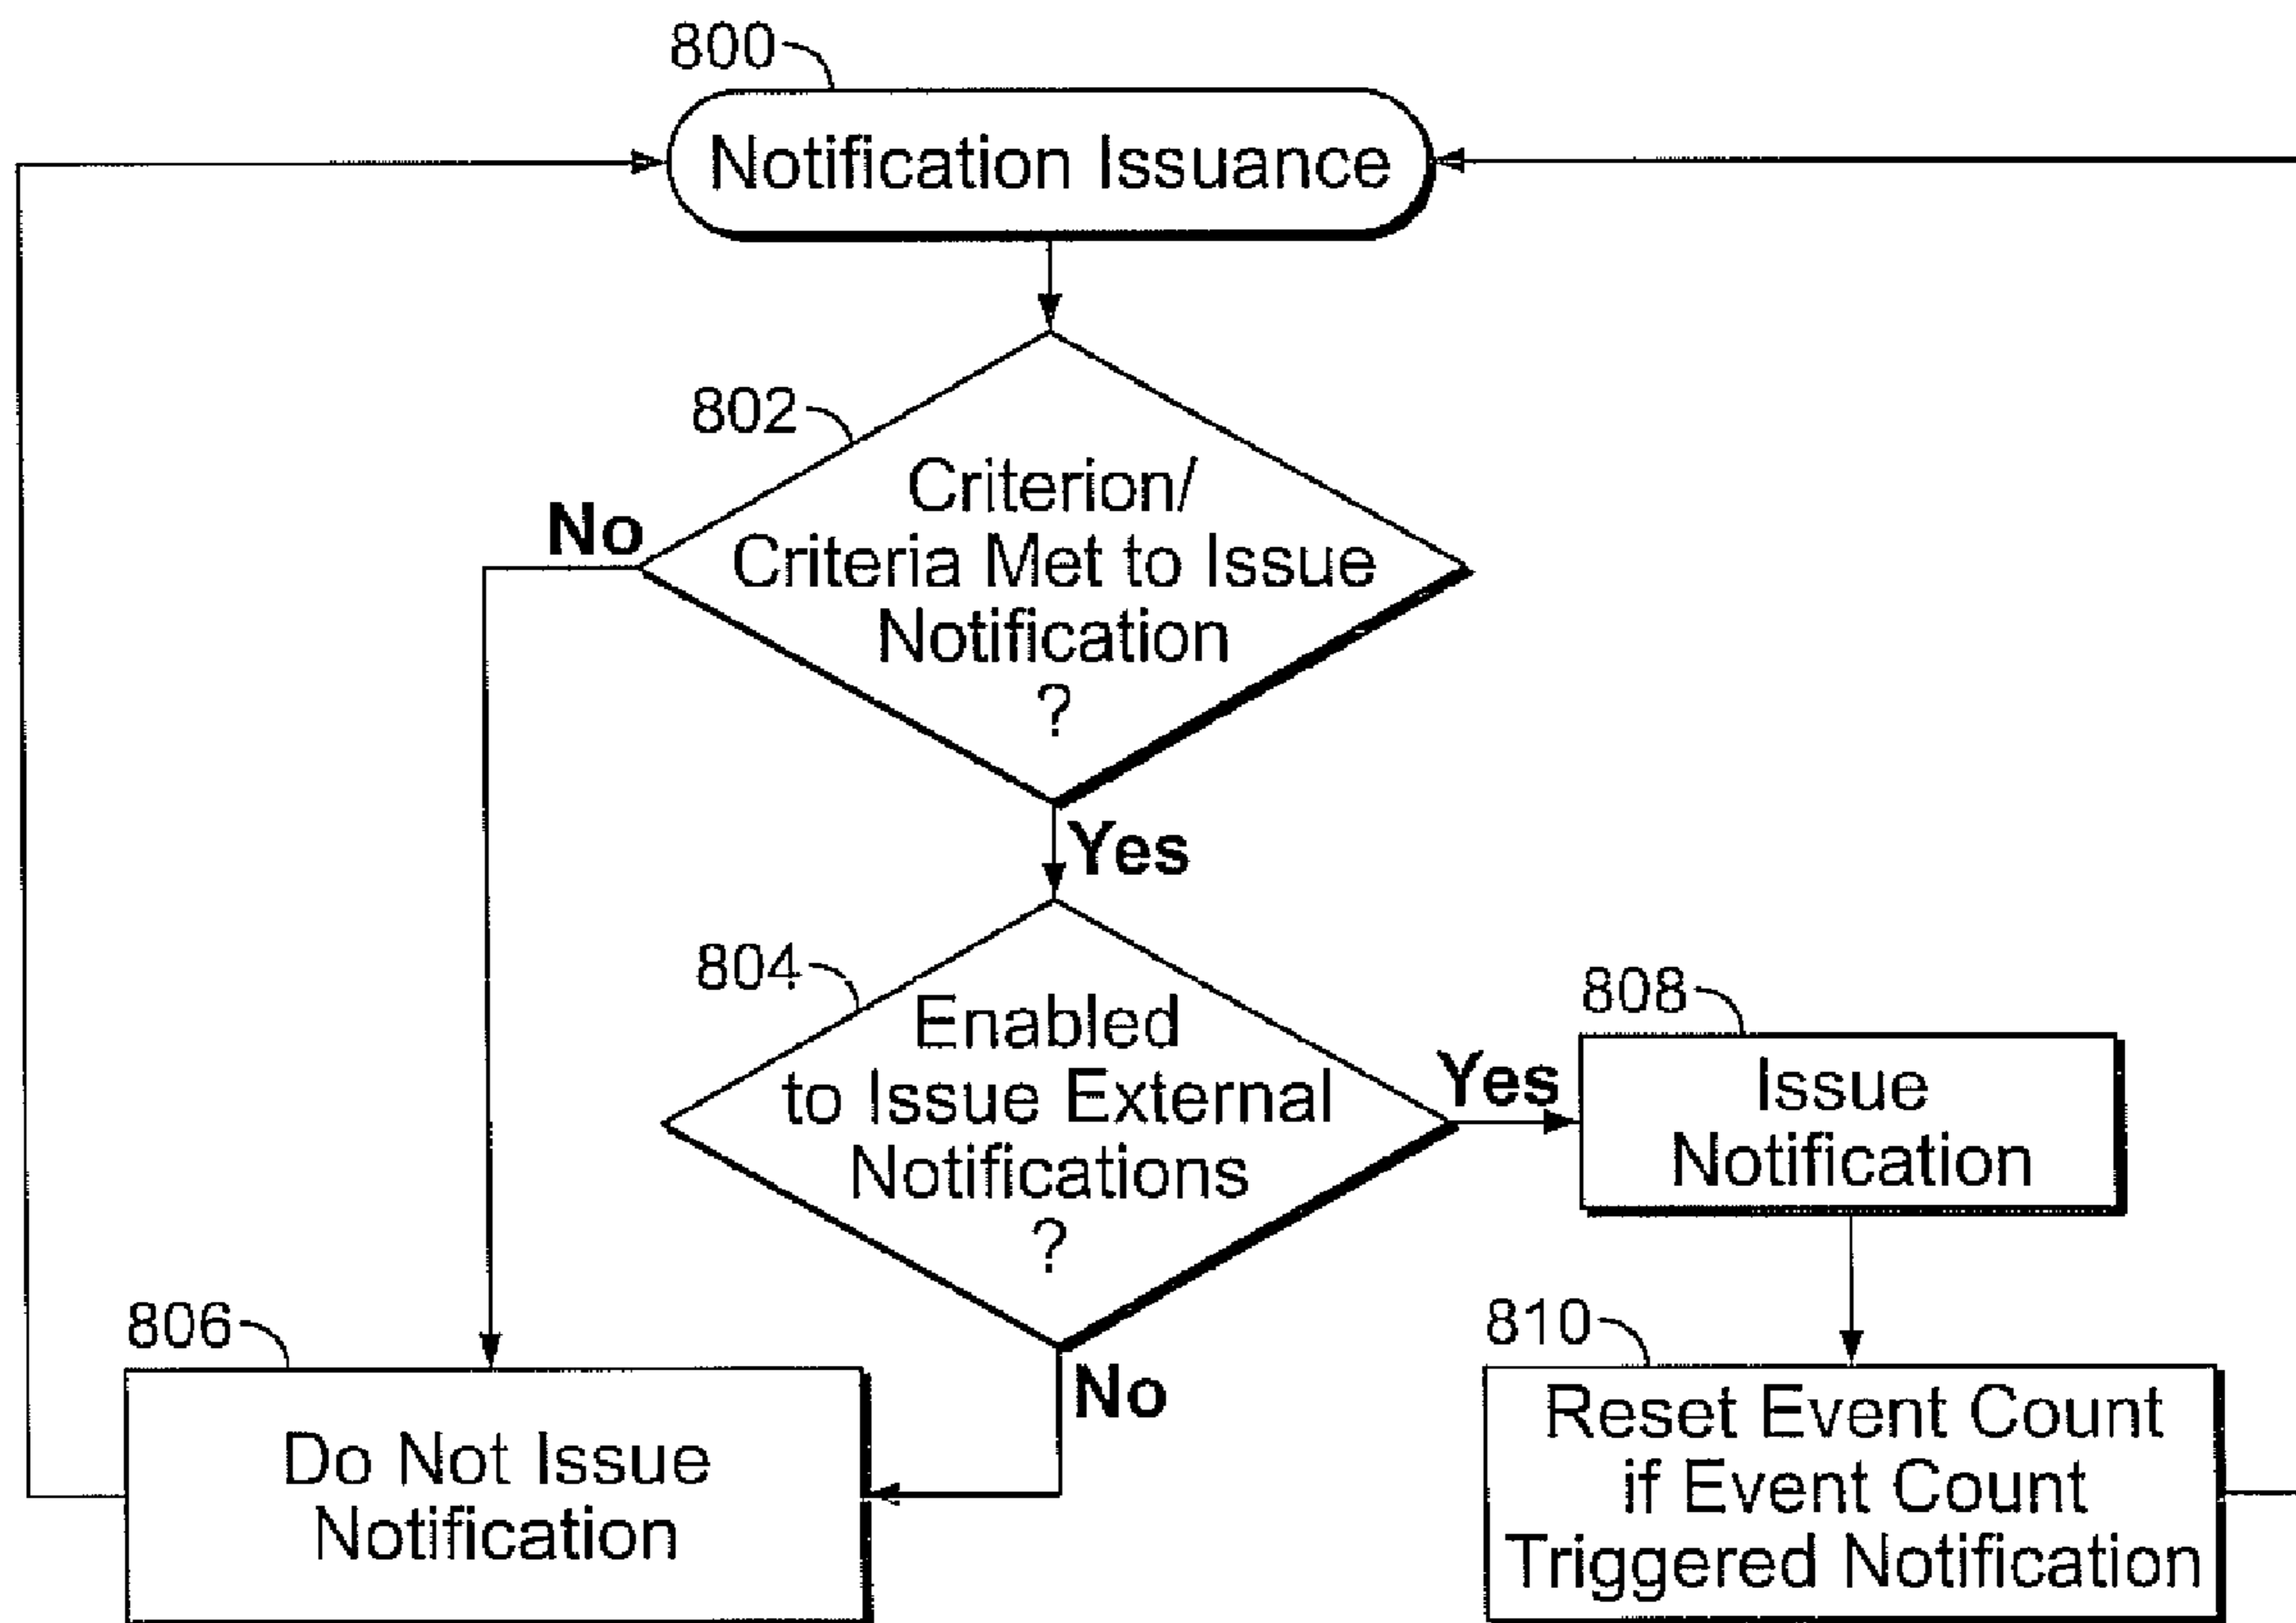 800
Notification Issuance
802
Criterion/
Criteria Met to Issue
Notification
?
No
Yes
804
Enabled
to Issue External
Notifications
?
Yes
No
808
Issue
Notification
806
Do Not Issue
Notification
810
Reset Event Count
if Event Count
Triggered Notification